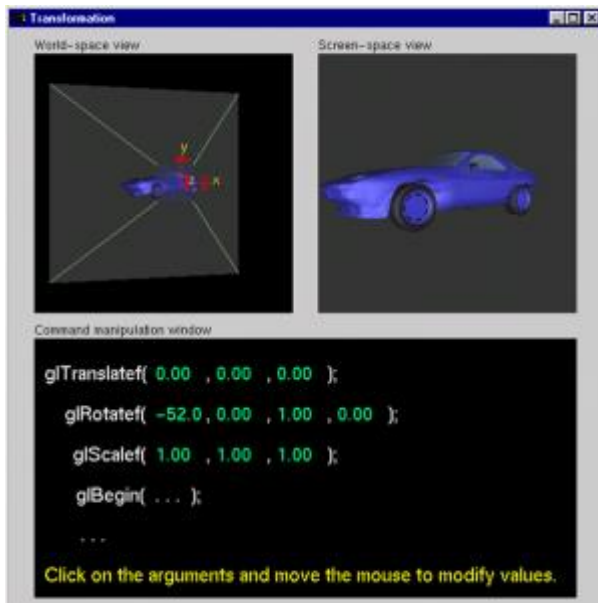 Transformation
World-space view
Screen-space view
y
x
Command manipulation window
glTranslatef( 0.00 , 0.00 , 0.00 );
glRotatef( -52.0 , 0.00 , 1.00 , 0.00 );
glScalef( 1.00 , 1.00 , 1.00 );
glBegin( . . . );
. . .
Click on the arguments and move the mouse to modify values.